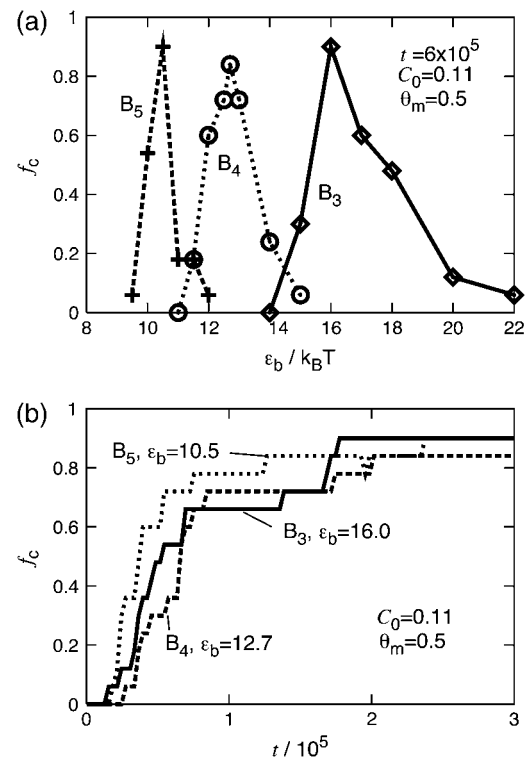 (a)
1
0.8
0.6
0.4
0.2
0
f_c
B_5
B_4
B_3
t =6x10^5
C_0=0.11
θ_m=0.5
8 10 12 14 16 18 20 22
ε_b / k_BT
(b)
1
0.8
0.6
0.4
0.2
0
f_c
B_5, ε_b=10.5
B_3, ε_b=16.0
B_4, ε_b=12.7
C_0=0.11
θ_m=0.5
0 1 2 3
t / 10^5